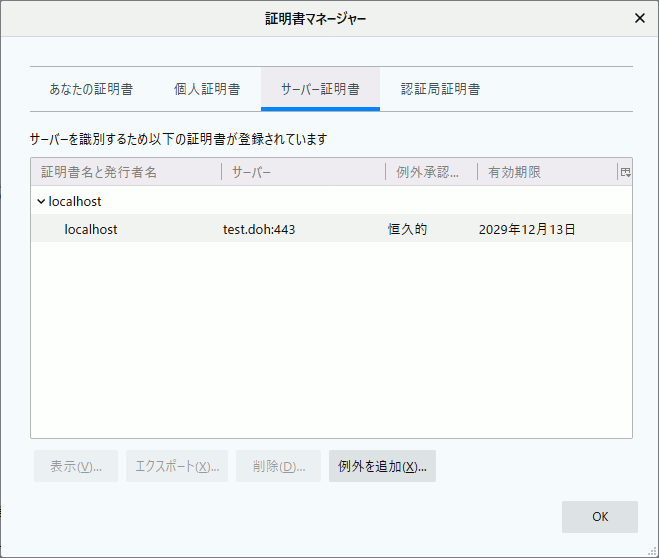 証明書マネージャー
あなたの証明書 個人証明書 サーバー証明書 認証局証明書
サーバーを識別するため以下の証明書が登録されています
証明書名と発行者名 サーバー 例外承認... 有効期限
localhost
localhost test.doh:443 恒久的 2029年12月13日
表示(V)... エクスポート(X)... 削除(D)... 例外を追加(X)...
OK